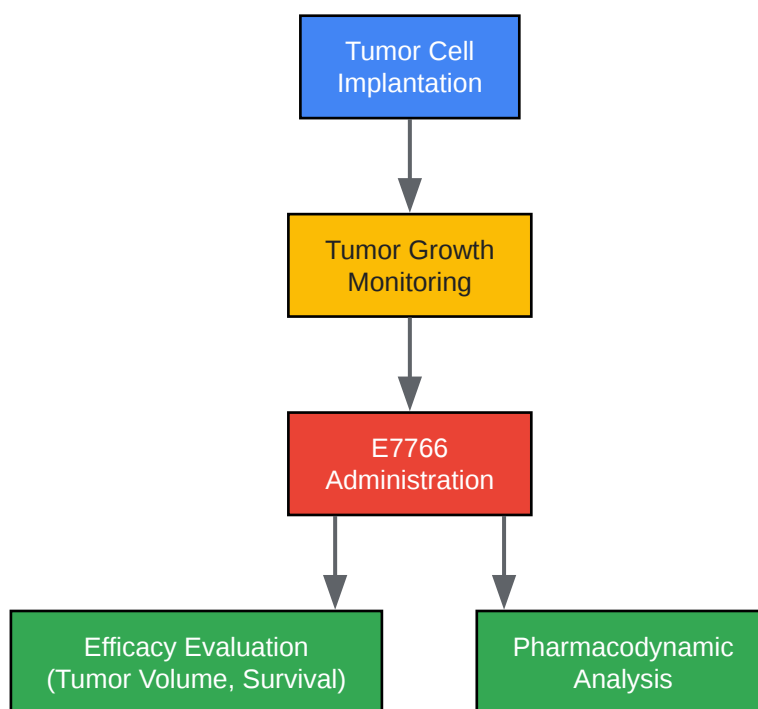 Tumor Cell
Implantation
Tumor Growth
Monitoring
E7766
Administration
Efficacy Evaluation
(Tumor Volume, Survival)
Pharmacodynamic
Analysis